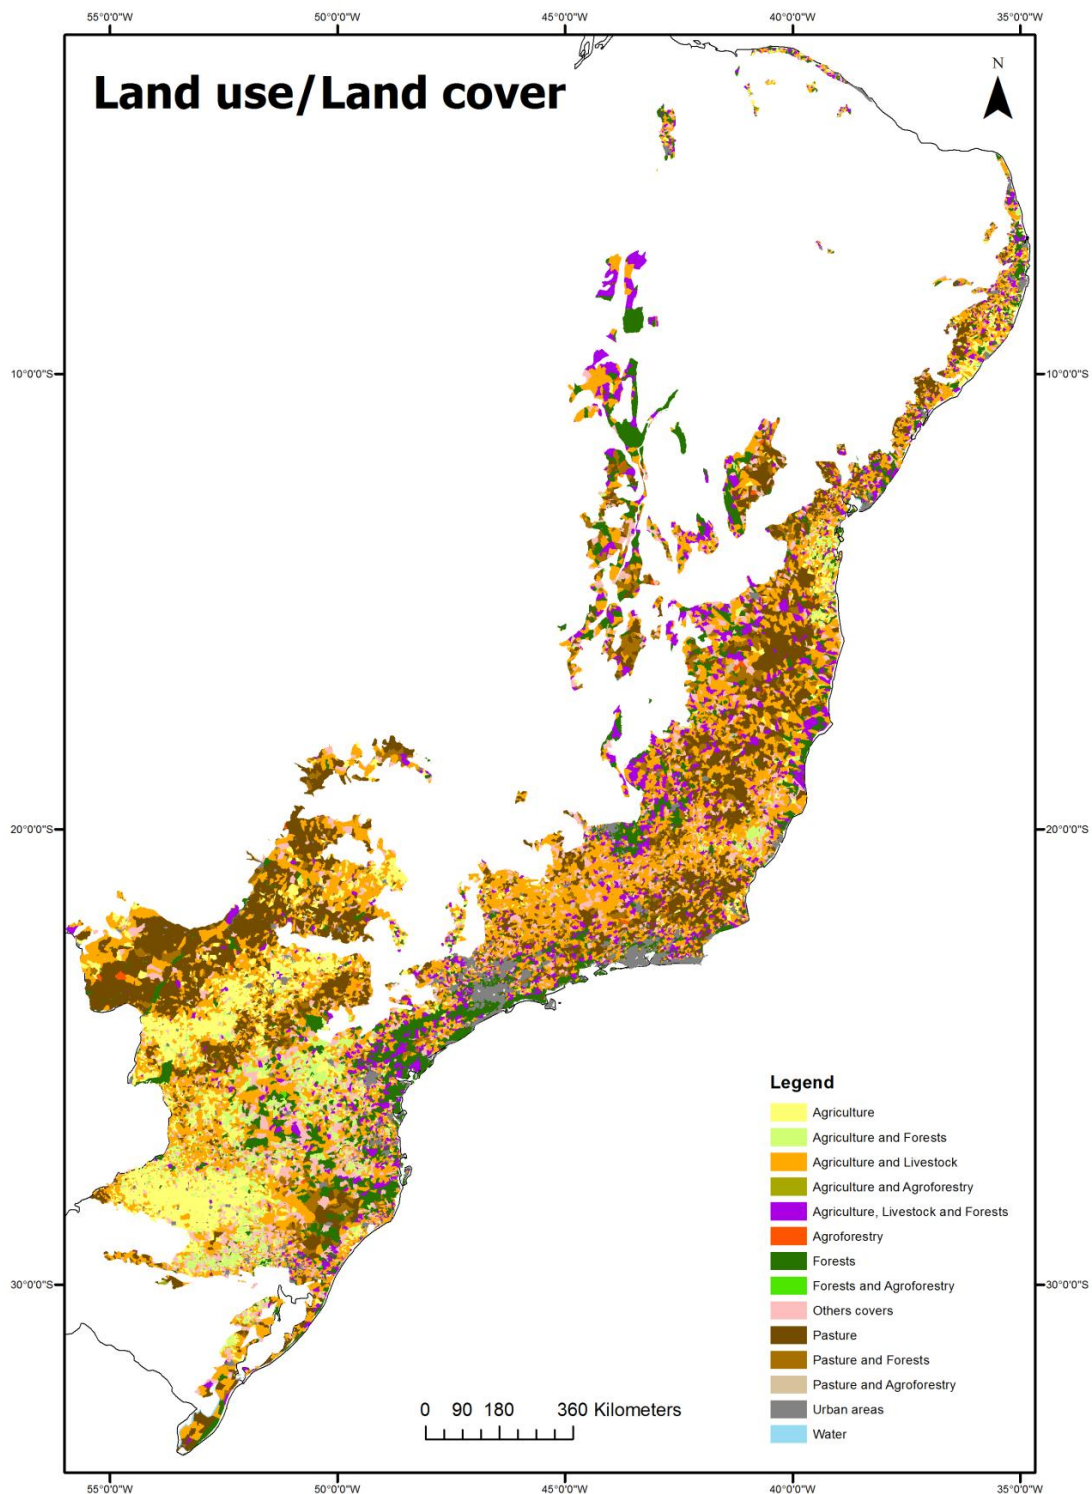 55°0'0"W 50°0'0"W 45°0'0"W 40°0'0"W 35°0'0"W
Land use/Land cover
N
10°0'0"S 10°0'0"S
20°0'0"S 20°0'0"S
Legend
Agriculture
Agriculture and Forests
Agriculture and Livestock
Agriculture and Agroforestry
Agriculture, Livestock and Forests
Agroforestry
Forests
30°0'0"S 30°0'0"S
Forests and Agroforestry
Others covers
Pasture
Pasture and Forests
Pasture and Agroforestry
0 90 180 360 Kilometers
Urban areas
Water
55°0'0"W 50°0'0"W 45°0'0"W 40°0'0"W 35°0'0"W